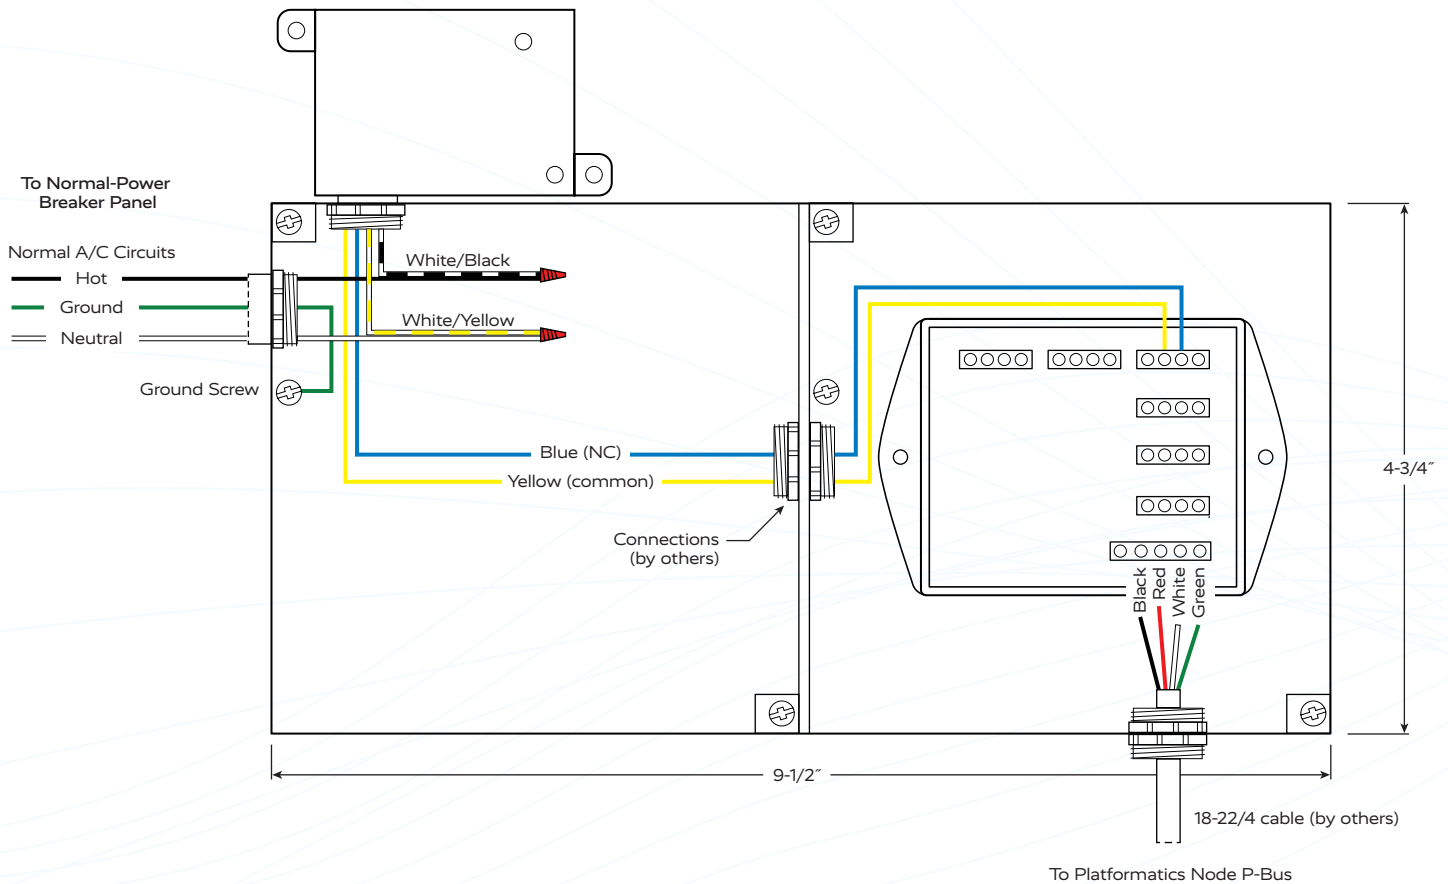 To Normal-Power
Breaker Panel
Normal A/C Circuits
Hot
Ground
Neutral
Ground Screw
White/Black
White/Yellow
Blue (NC)
Yellow (common)
Connections
(by others)
Black
Red
White
Green
4-3/4″
9-1/2″
18-22/4 cable (by others)
To Platformatics Node P-Bus